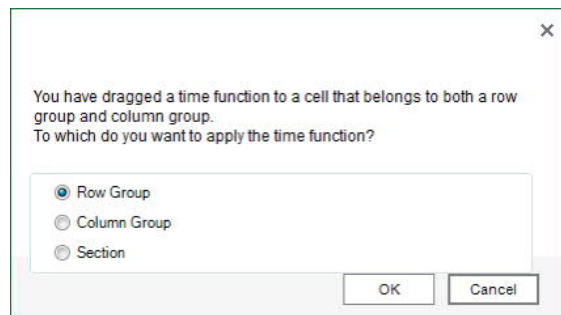 You have dragged a time function to a cell that belongs to both a row
group and column group.
To which do you want to apply the time function?
Row Group
Column Group
Section
OK
Cancel